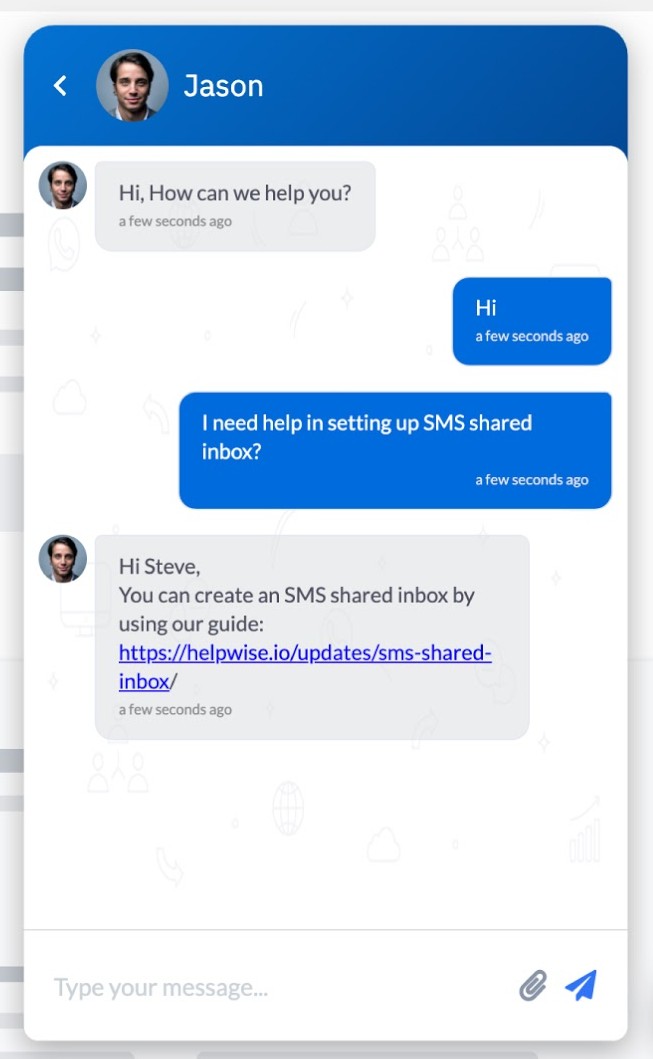 Jason
Hi, How can we help you?
a few seconds ago
Hi
a few seconds ago
I need help in setting up SMS shared
inbox?
a few seconds ago
Hi Steve,
You can create an SMS shared inbox by
using our guide:
https://helpwise.io/updates/sms-shared-
inbox/
a few seconds ago
Type your message...